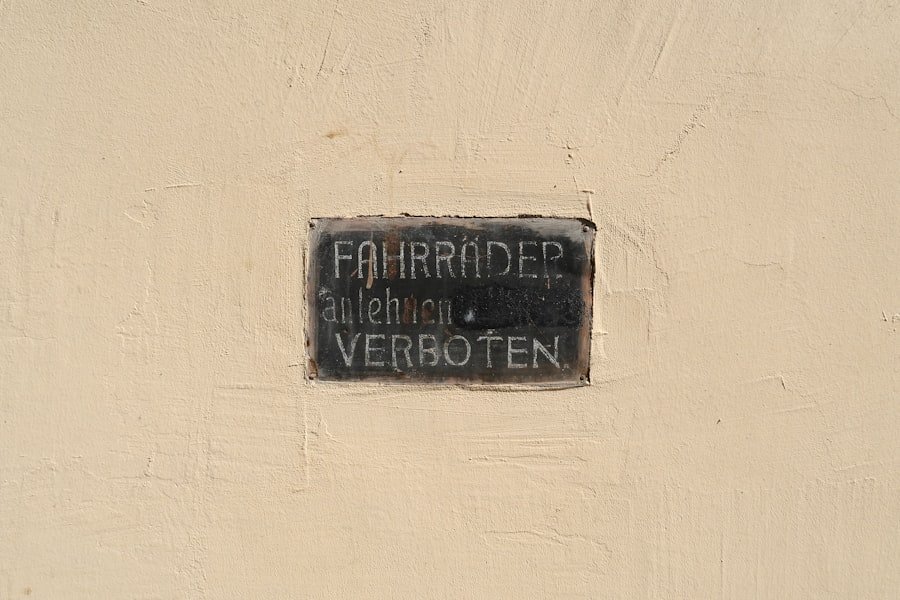 FAHRRÄDER
anlehnen
VERBOTEN.